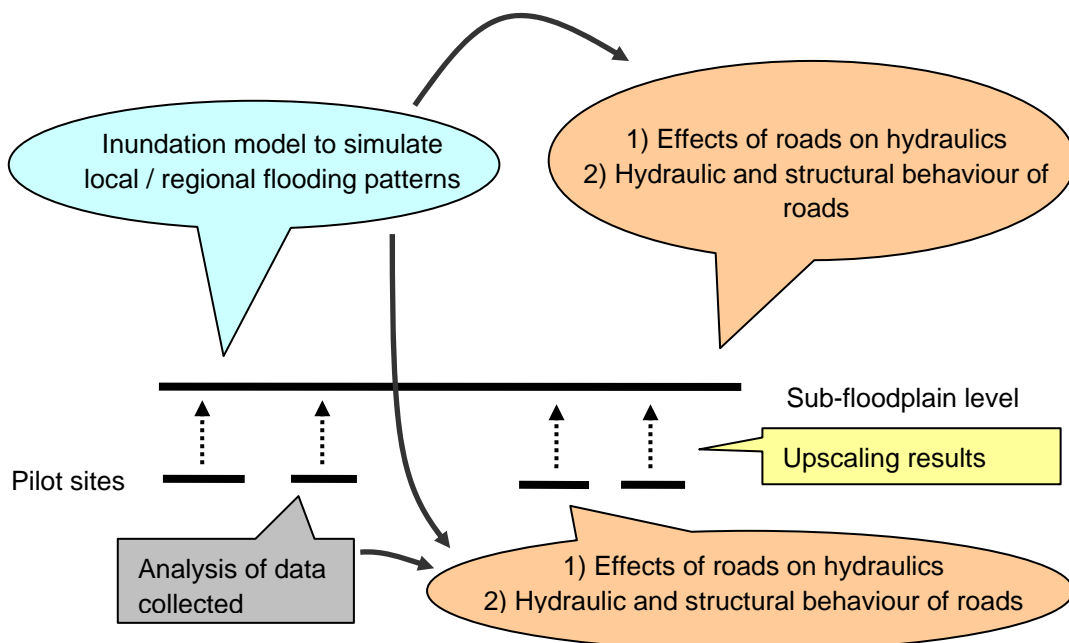 Inundation model to simulate
local / regional flooding patterns
1) Effects of roads on hydraulics
2) Hydraulic and structural behaviour of
roads
Sub-floodplain level
Upscaling results
Pilot sites
Analysis of data
collected
1) Effects of roads on hydraulics
2) Hydraulic and structural behaviour of roads